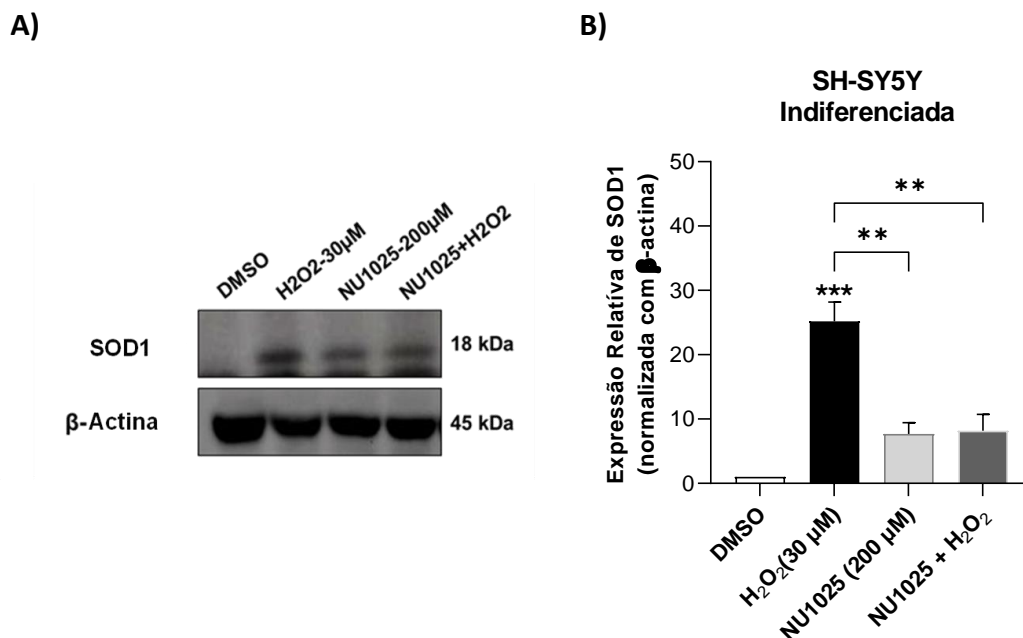 A)
DMSO
H2O2-30µM
NU1025-200µM
NU1025+H2O2
SOD1
18 kDa
β-Actina
45 kDa
B)
SH-SY5Y
Indiferenciada
Expressão Relatíva de SOD1
(normalizada com β-actina)
50
40
30
20
10
0
**
**
***
DMSO
H₂O₂(30 µM)
NU1025 (200 µM)
NU1025 + H₂O₂